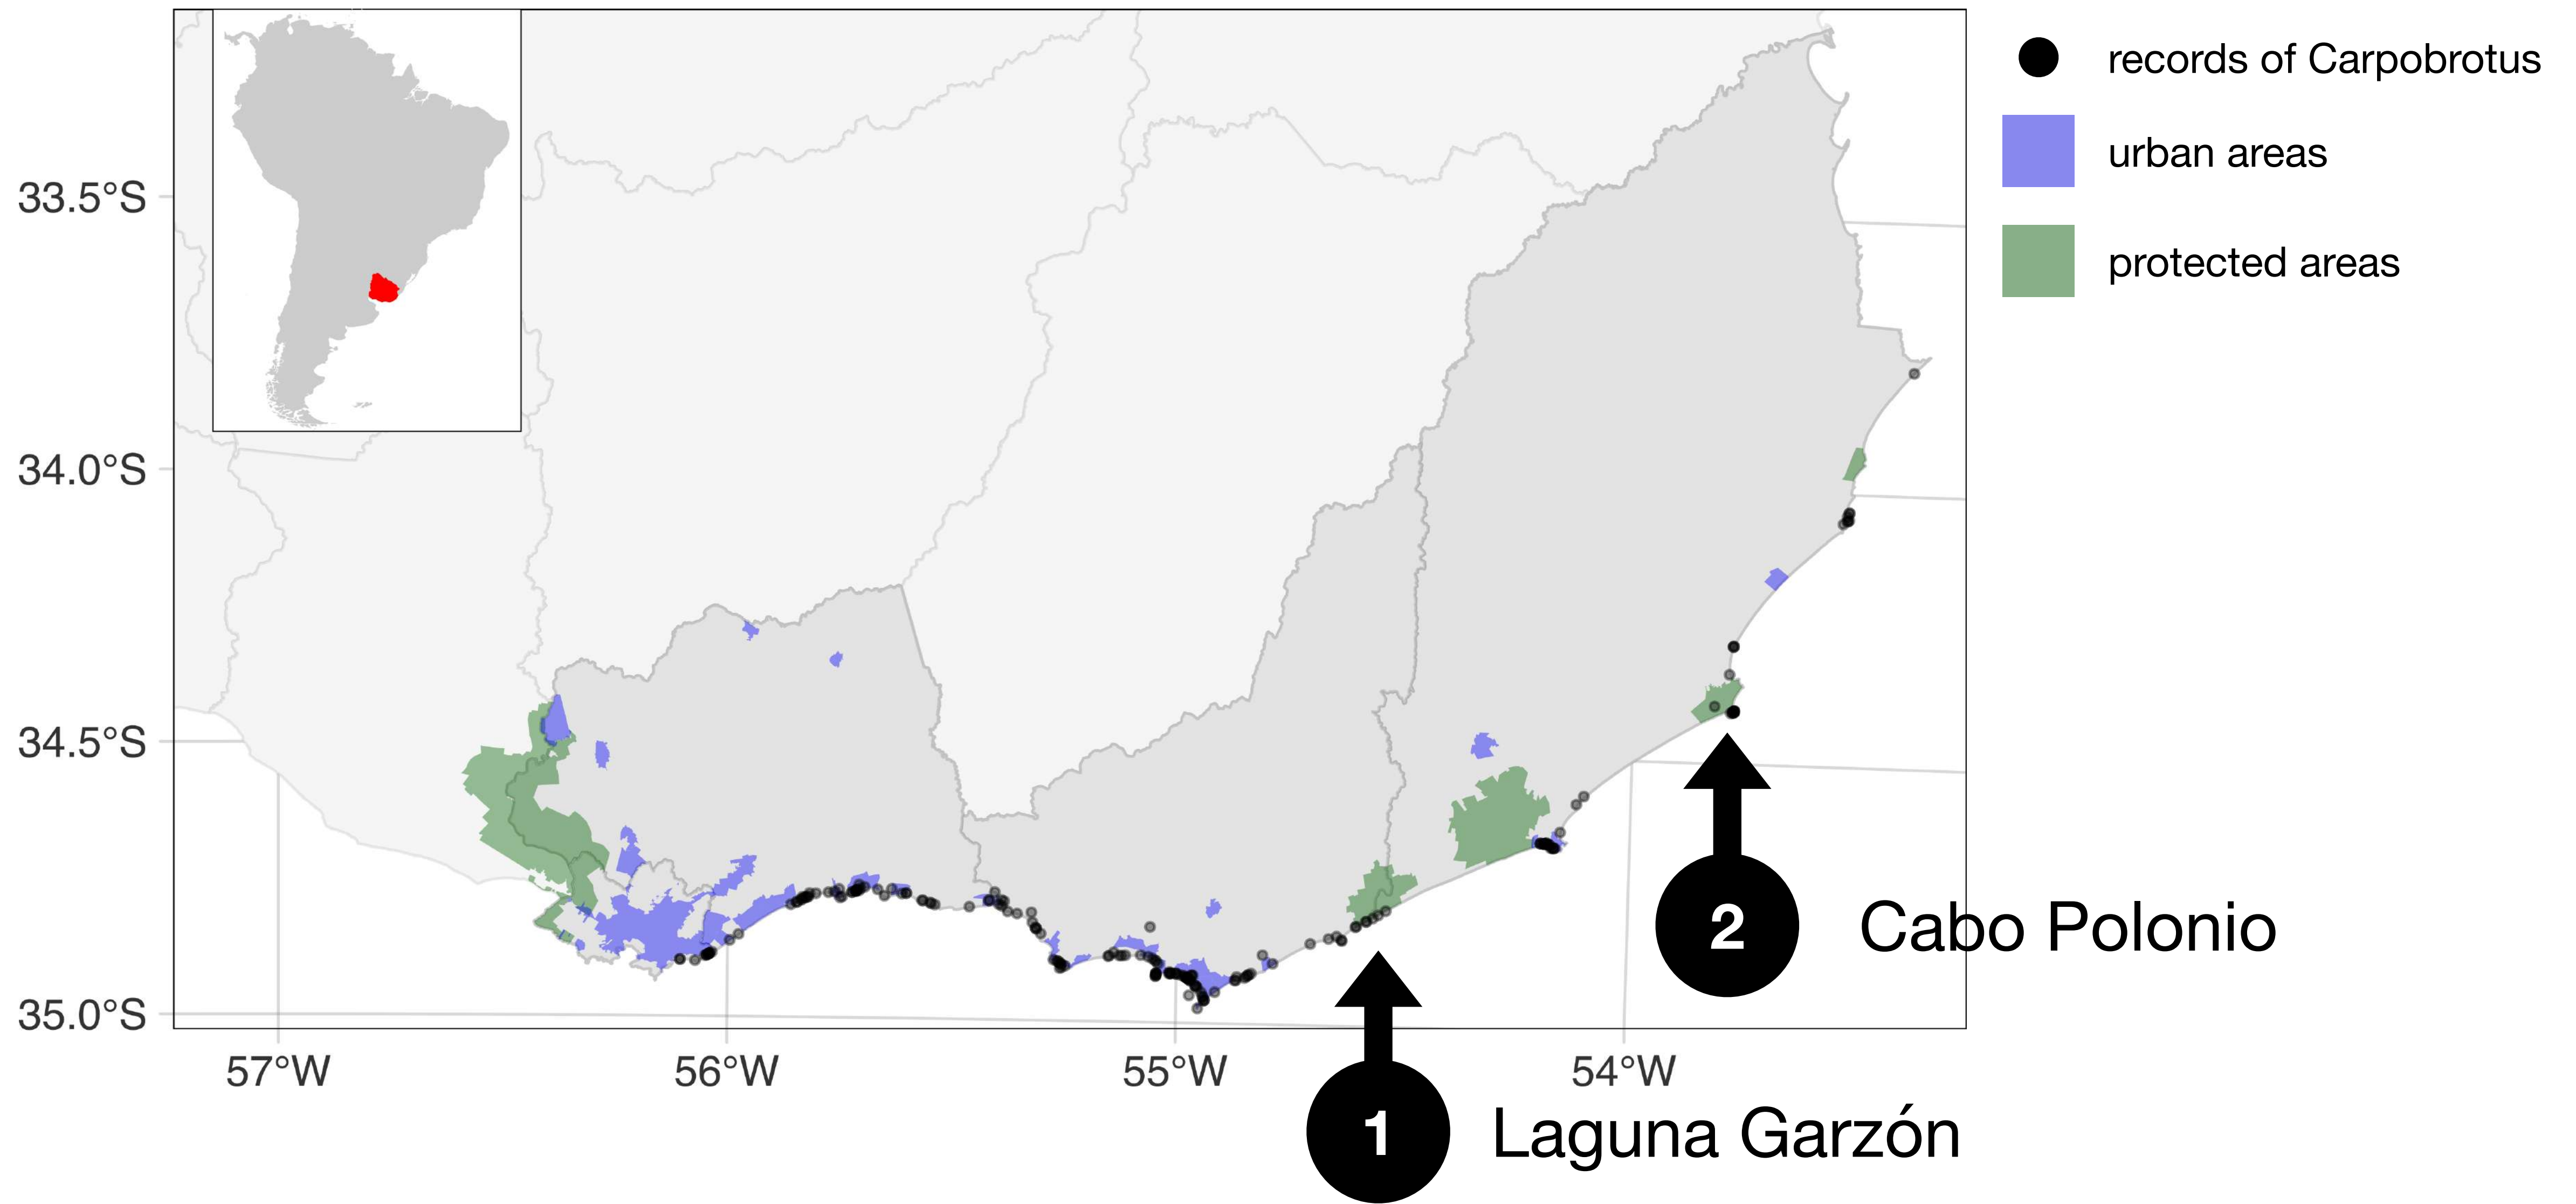 records of Carpobrotus
urban areas
protected areas
33.5°S
34.0°S
34.5°S
35.0°S
57°W
56°W
55°W
54°W
2 Cabo Polonio
1 Laguna Garzón